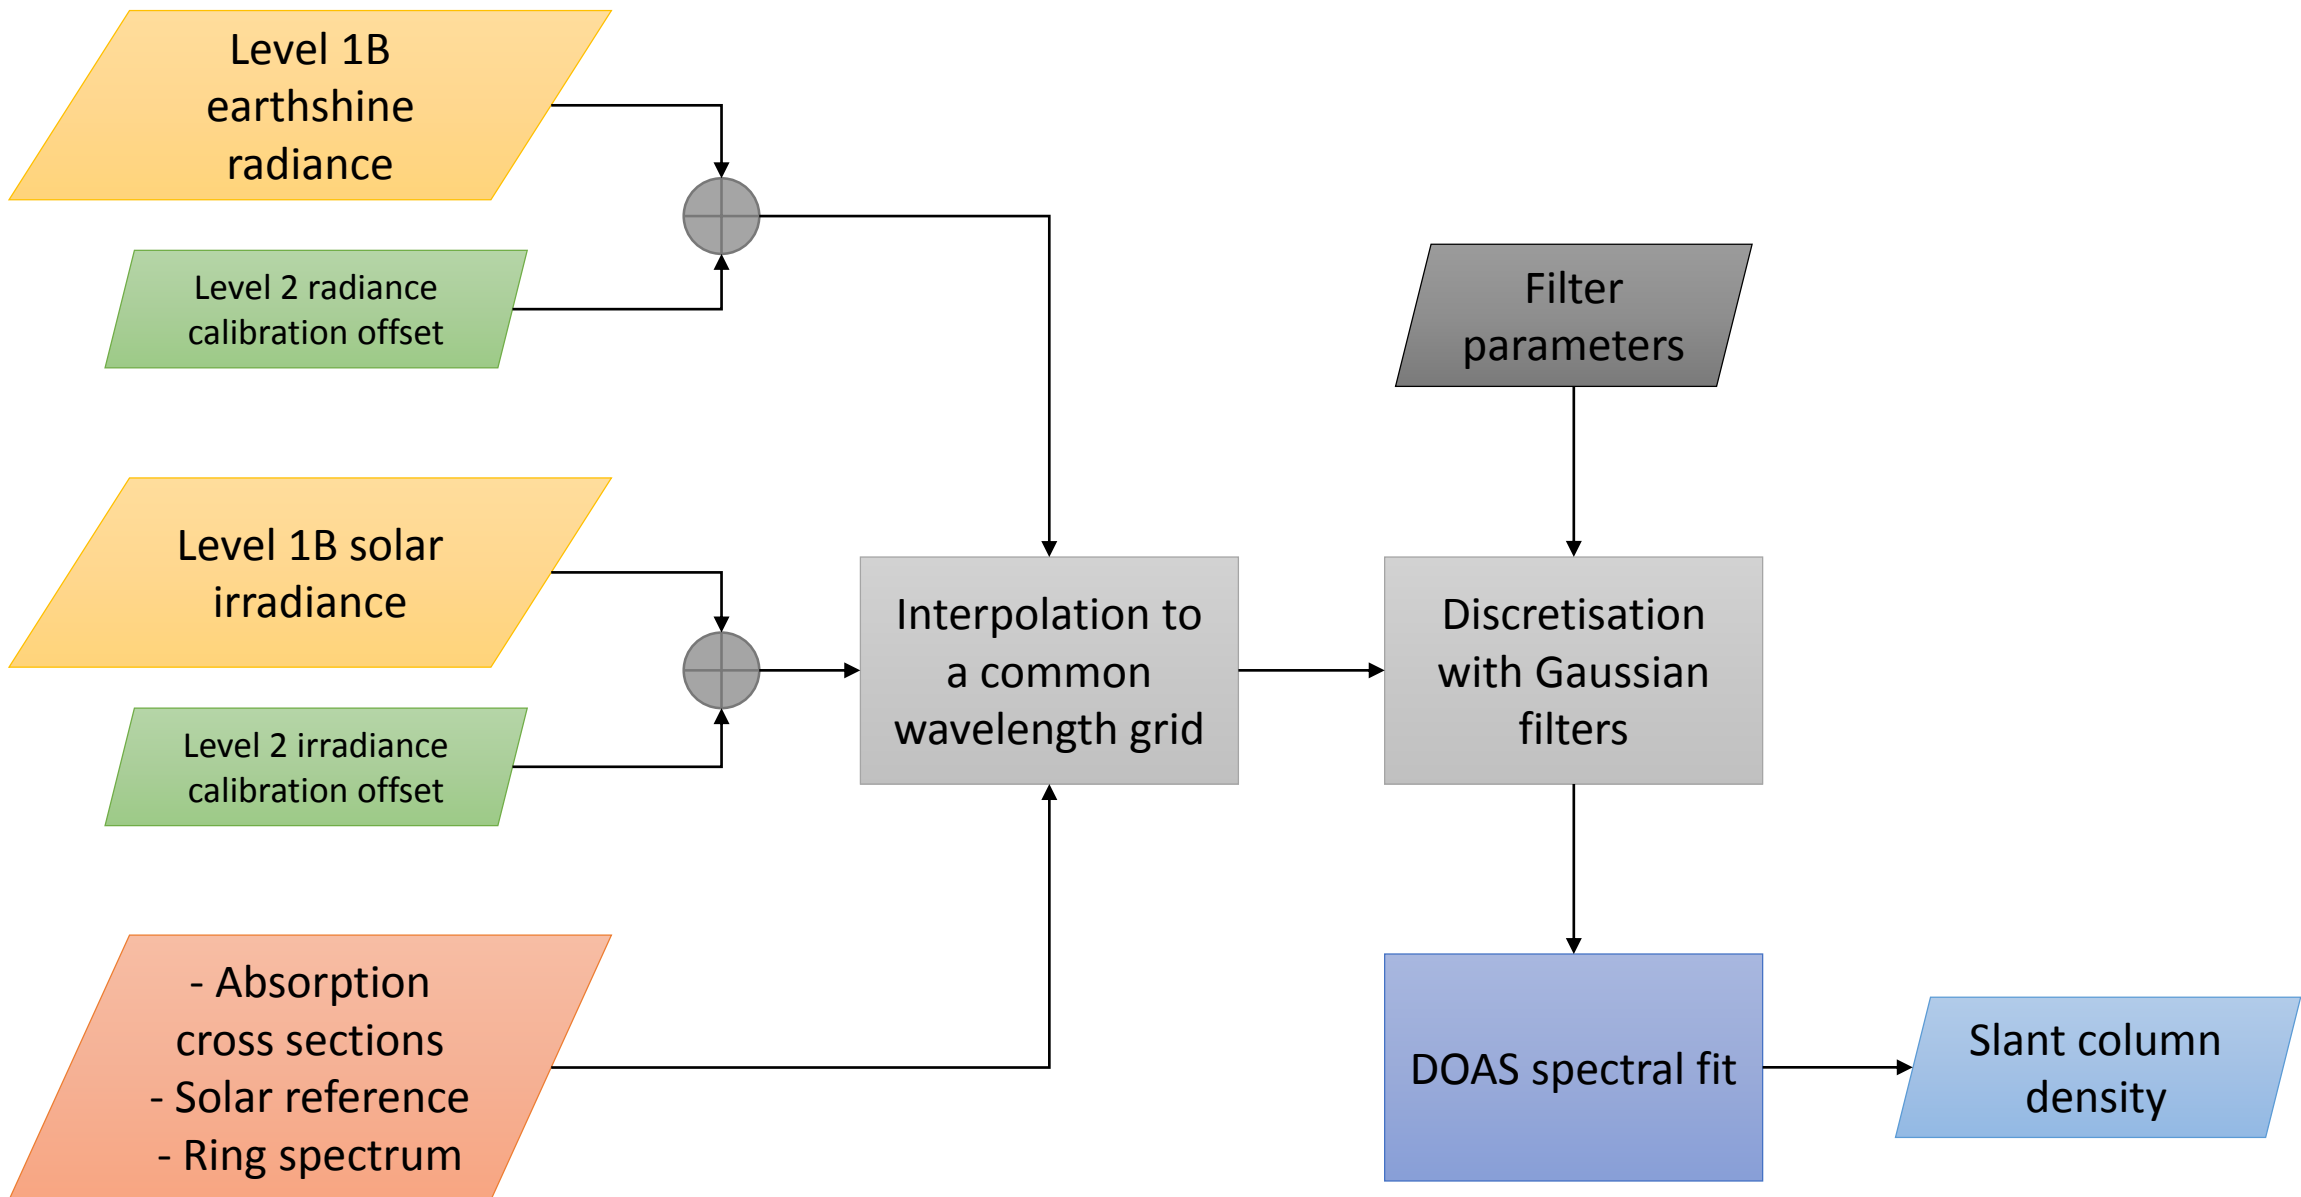 Level 1B
earthshine
radiance
Level 2 radiance
calibration offset
Filter
parameters
Level 1B solar
irradiance
Level 2 irradiance
calibration offset
Interpolation to
a common
wavelength grid
Discretisation
with Gaussian
filters
- Absorption
cross sections
- Solar reference
- Ring spectrum
DOAS spectral fit
Slant column
density